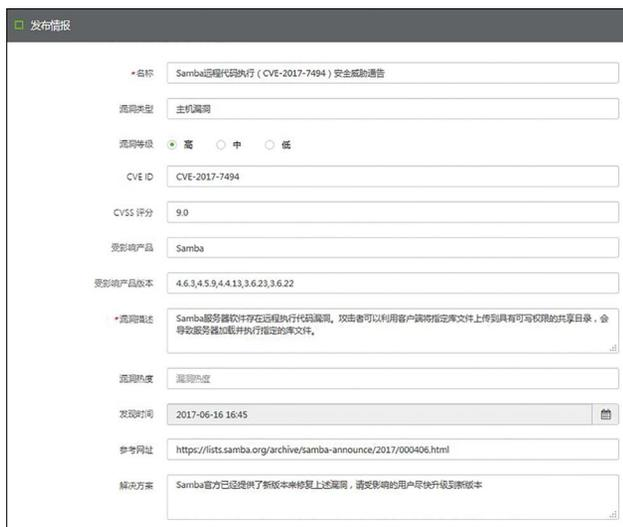 发布情报
*名称 Samba远程代码执行（CVE-2017-7494）安全威胁通告
漏洞类型 主机漏洞
漏洞等级 高 中 低
CVE ID CVE-2017-7494
CVSS 评分 9.0
受影响产品 Samba
受影响产品版本 4.6.3,4.5.9,4.4.13,3.6.23,3.6.22
*漏洞描述 Samba服务器软件存在远程执行代码漏洞。攻击者可以利用客户端将指定库文件上传到具有可写权限的共享目录，会
导致服务器加载并执行指定的库文件。
漏洞热度 漏洞热度
发现时间 2017-06-16 16:45
参考网址 https://lists.samba.org/archive/samba-announce/2017/000406.html
解决方案 Samba官方已经提供了新版本来修复上述漏洞，请受影响的用户尽快升级到新版本